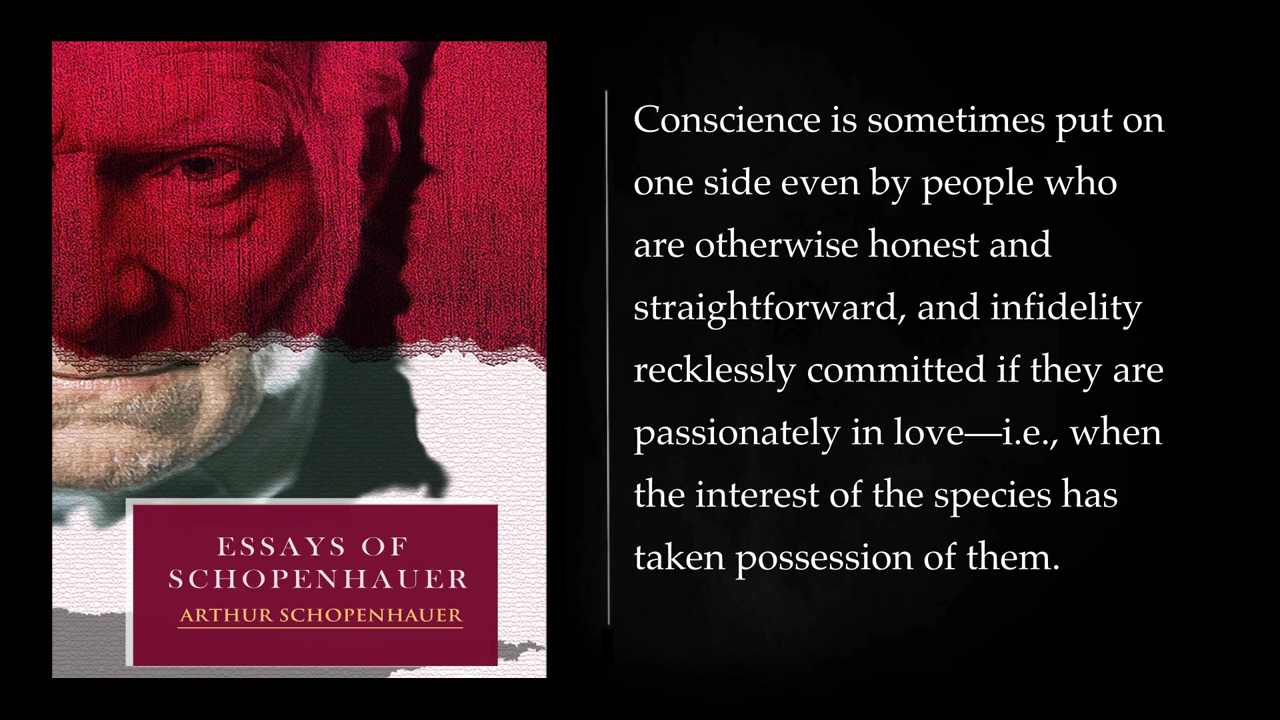 ESSAYS OF
SCHOPENHAUER
ARTHUR SCHOPENHAUER
Conscience is sometimes put on
one side even by people who
are otherwise honest and
straightforward, and infidelity
recklessly committed if they are
passionately in love—i.e., when
the interest of the species has
taken possession of them.